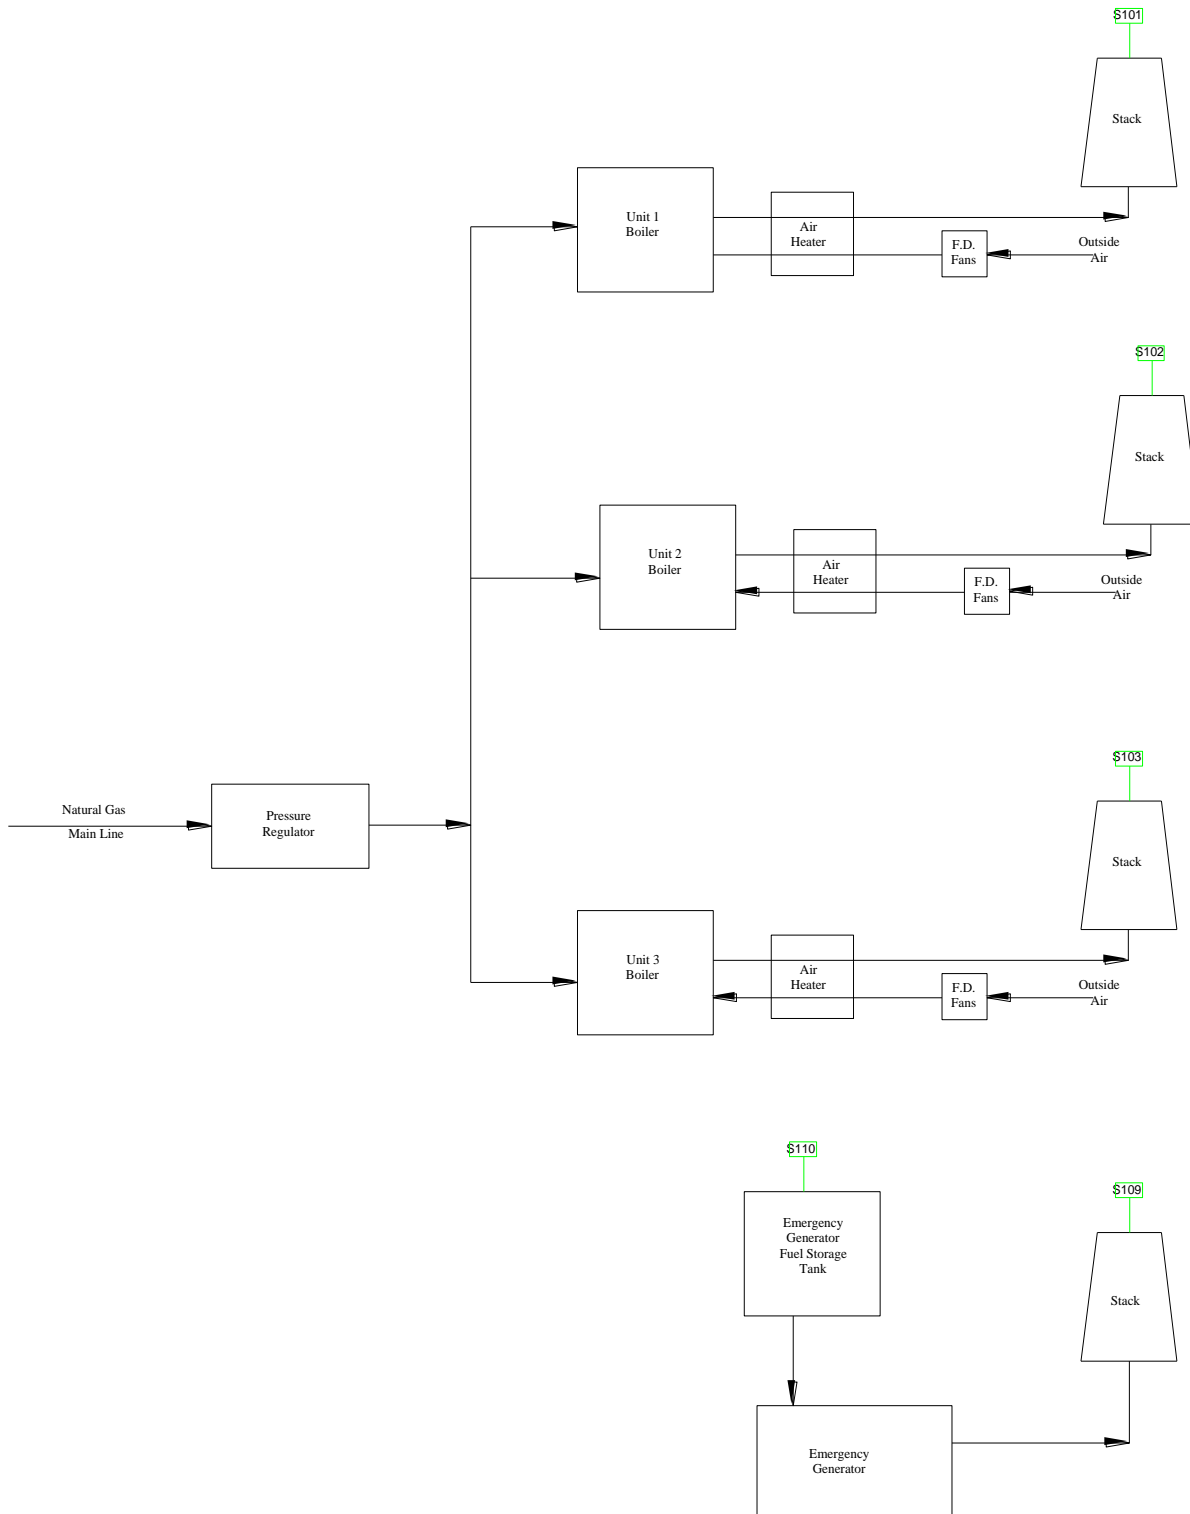 S101
Stack
Unit 1
Boiler
Air
Heater
F.D.
Fans
Outside
Air
S102
Stack
Unit 2
Boiler
Air
Heater
F.D.
Fans
Outside
Air
S103
Natural Gas
Main Line
Pressure
Regulator
Stack
Unit 3
Boiler
Air
Heater
F.D.
Fans
Outside
Air
S110
Emergency
Generator
Fuel Storage
Tank
S109
Stack
Emergency
Generator